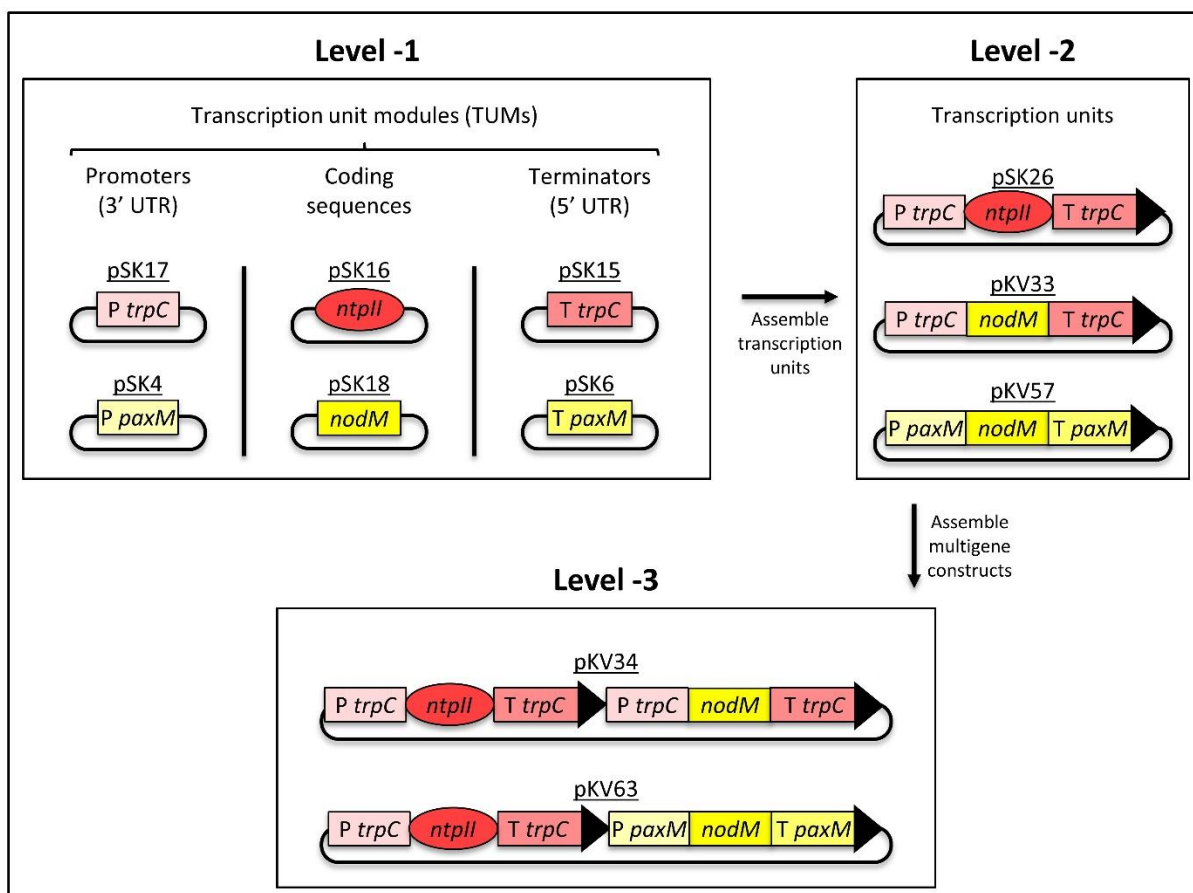 Level -1
Transcription unit modules (TUMs)
Promoters
(3' UTR)
Coding
sequences
Terminators
(5' UTR)
pSK17
P trpC
pSK16
ntpII
pSK15
T trpC
pSK4
P paxM
pSK18
nodM
pSK6
T paxM
Assemble
transcription
units
Level -2
Transcription units
pSK26
P trpC ntpII T trpC
pKV33
P trpC nodM T trpC
pKV57
P paxM nodM T paxM
Assemble
multigene
constructs
Level -3
pKV34
P trpC ntpII T trpC P trpC nodM T trpC
pKV63
P trpC ntpII T trpC P paxM nodM T paxM